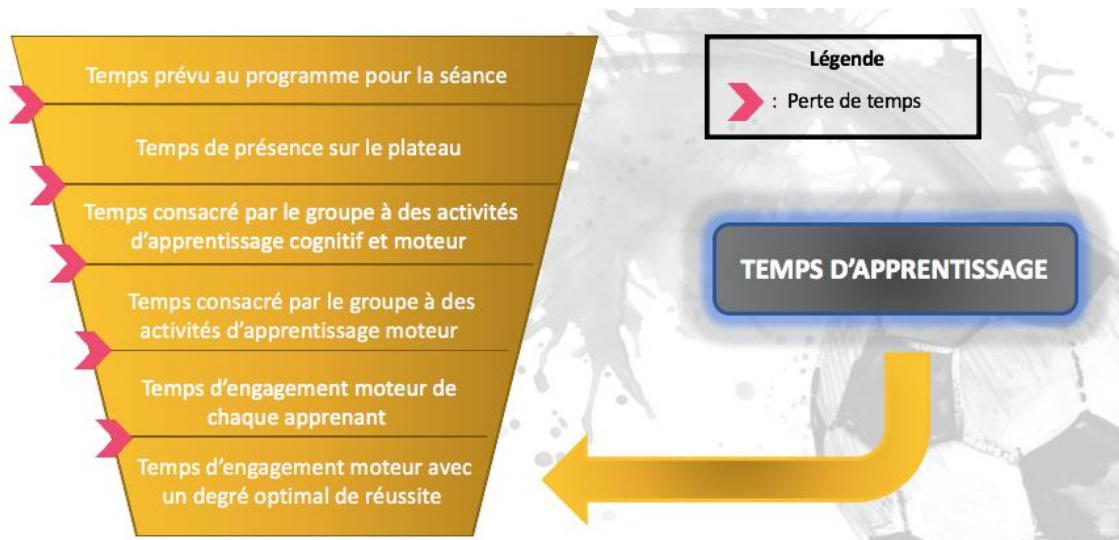 Temps prévu au programme pour la séance
Temps de présence sur le plateau
Temps consacré par le groupe à des activités
d'apprentissage cognitif et moteur
Temps consacré par le groupe à des
activités d'apprentissage moteur
Temps d'engagement moteur de
chaque apprenant
Temps d'engagement moteur avec
un degré optimal de réussite
Légende
: Perte de temps
TEMPS D'APPRENTISSAGE